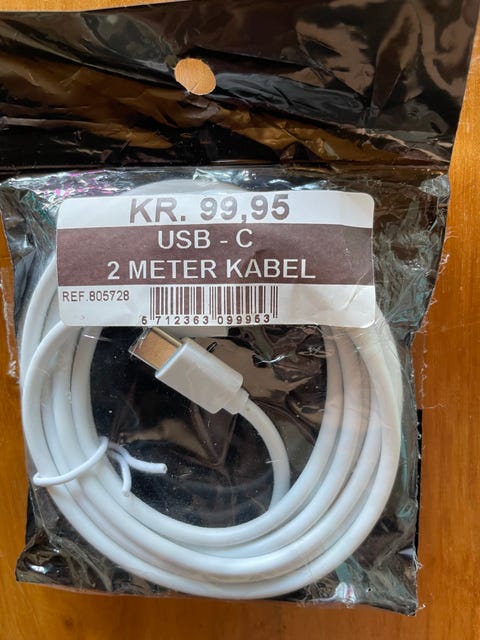 KR. 99,95
USB - C
2 METER KABEL
REF.805728
5 712363 099953